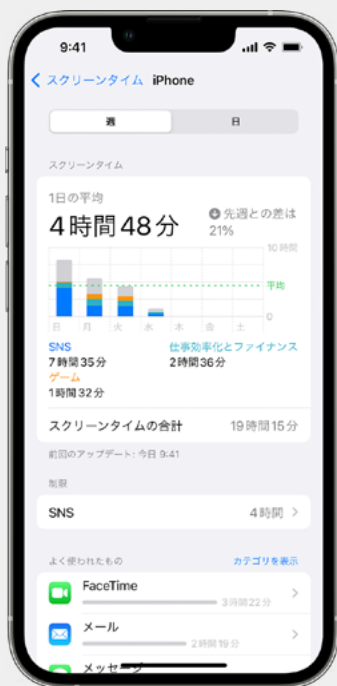 9:41
スクリーンタイム iPhone
週 日
スクリーンタイム
1日の平均
4時間48分
先週との差は
21%
10時間
平均
0
日 月 火 水 木 金 土
SNS 仕事効率化とファイナンス
7時間35分 2時間36分
ゲーム
1時間32分
スクリーンタイムの合計 19時間15分
前回のアップデート: 今日 9:41
制限
SNS 4時間
よく使われたもの カテゴリを表示
FaceTime
3時間22分
メール
2時間19分
メッセージ